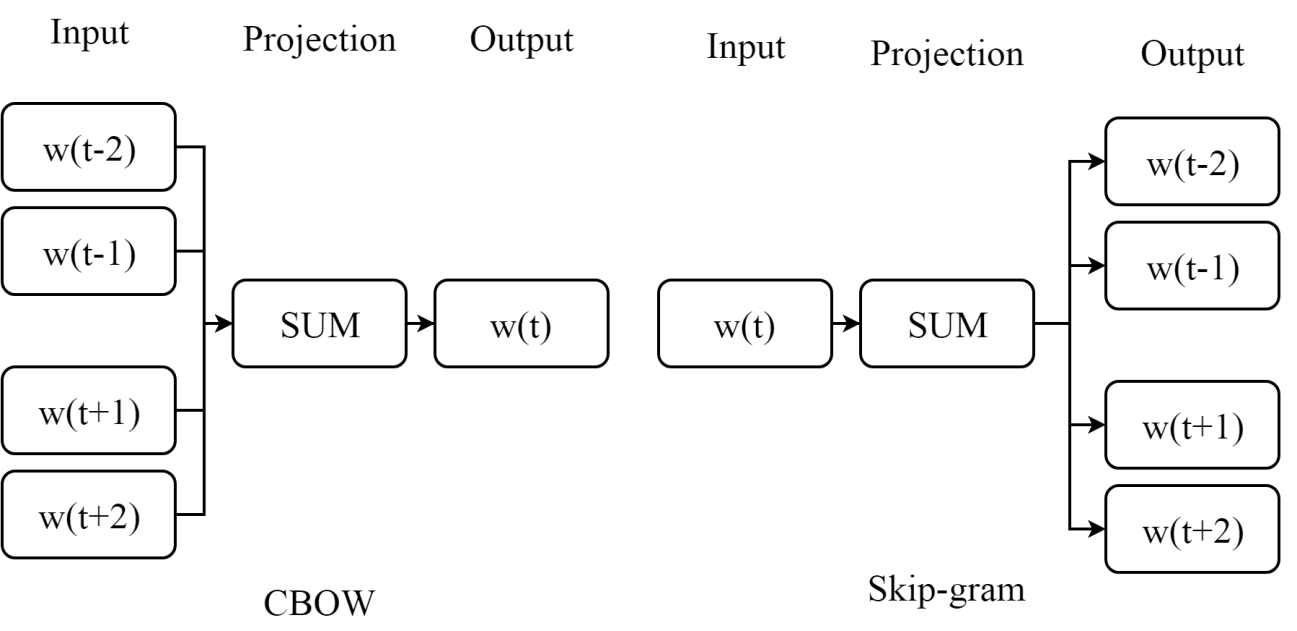 Input
Projection
Output
w(t-2)
w(t-1)
w(t+1)
w(t+2)
SUM
w(t)
CBOW
Input
Projection
Output
w(t)
SUM
w(t-2)
w(t-1)
w(t+1)
w(t+2)
Skip-gram